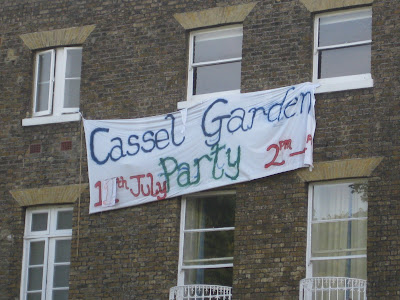 Cassel Garden
11th July Party 2PM -